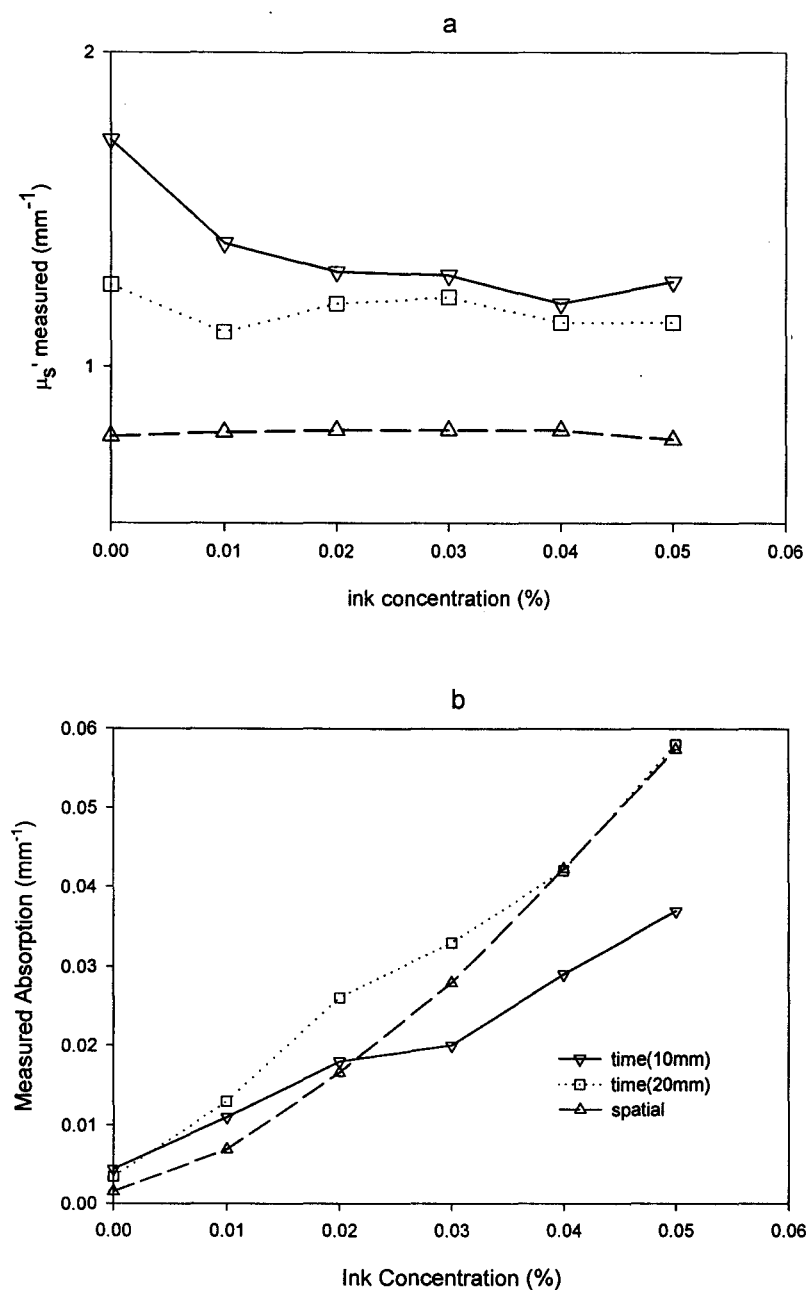 a
2
1
μs' measured (mm-1)
0.00 0.01 0.02 0.03 0.04 0.05 0.06
ink concentration (%)
b
0.06
0.05
0.04
0.03
0.02
0.01
0.00
Measured Absorption (mm-1)
time(10mm)
time(20mm)
spatial
0.00 0.01 0.02 0.03 0.04 0.05 0.06
Ink Concentration (%)